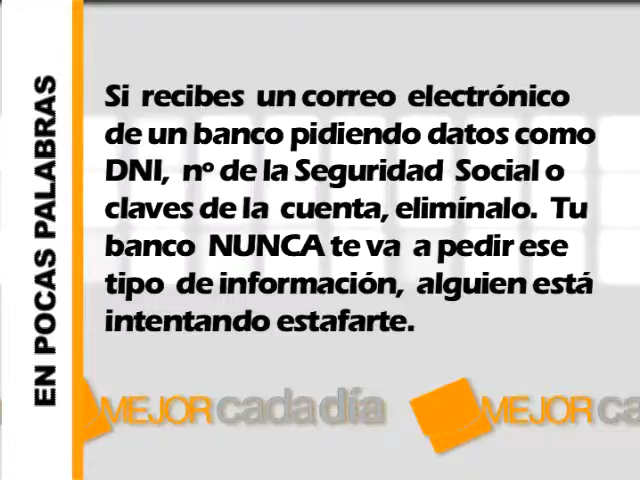 EN POCAS PALABRAS
Si recibes un correo electrónico
de un banco pidiendo datos como
DNI, nº de la Seguridad Social o
claves de la cuenta, elimínalo. Tu
banco NUNCA te va a pedir ese
tipo de información, alguien está
intentando estafarte.
MEJOR cada día MEJOR ca